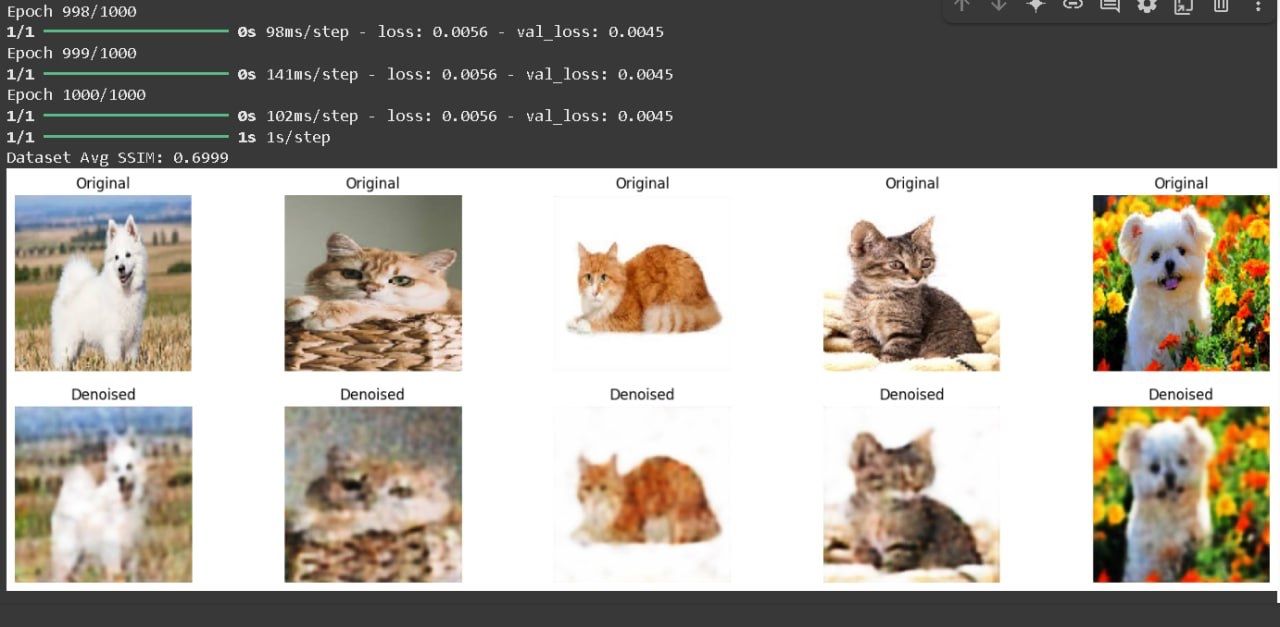 Epoch 998/1000
1/1 0s 98ms/step - loss: 0.0056 - val_loss: 0.0045
Epoch 999/1000
1/1 0s 141ms/step - loss: 0.0056 - val_loss: 0.0045
Epoch 1000/1000
1/1 0s 102ms/step - loss: 0.0056 - val_loss: 0.0045
1/1 1s 1s/step
Dataset Avg SSIM: 0.6999
Original Original Original Original Original
Denoised Denoised Denoised Denoised Denoised